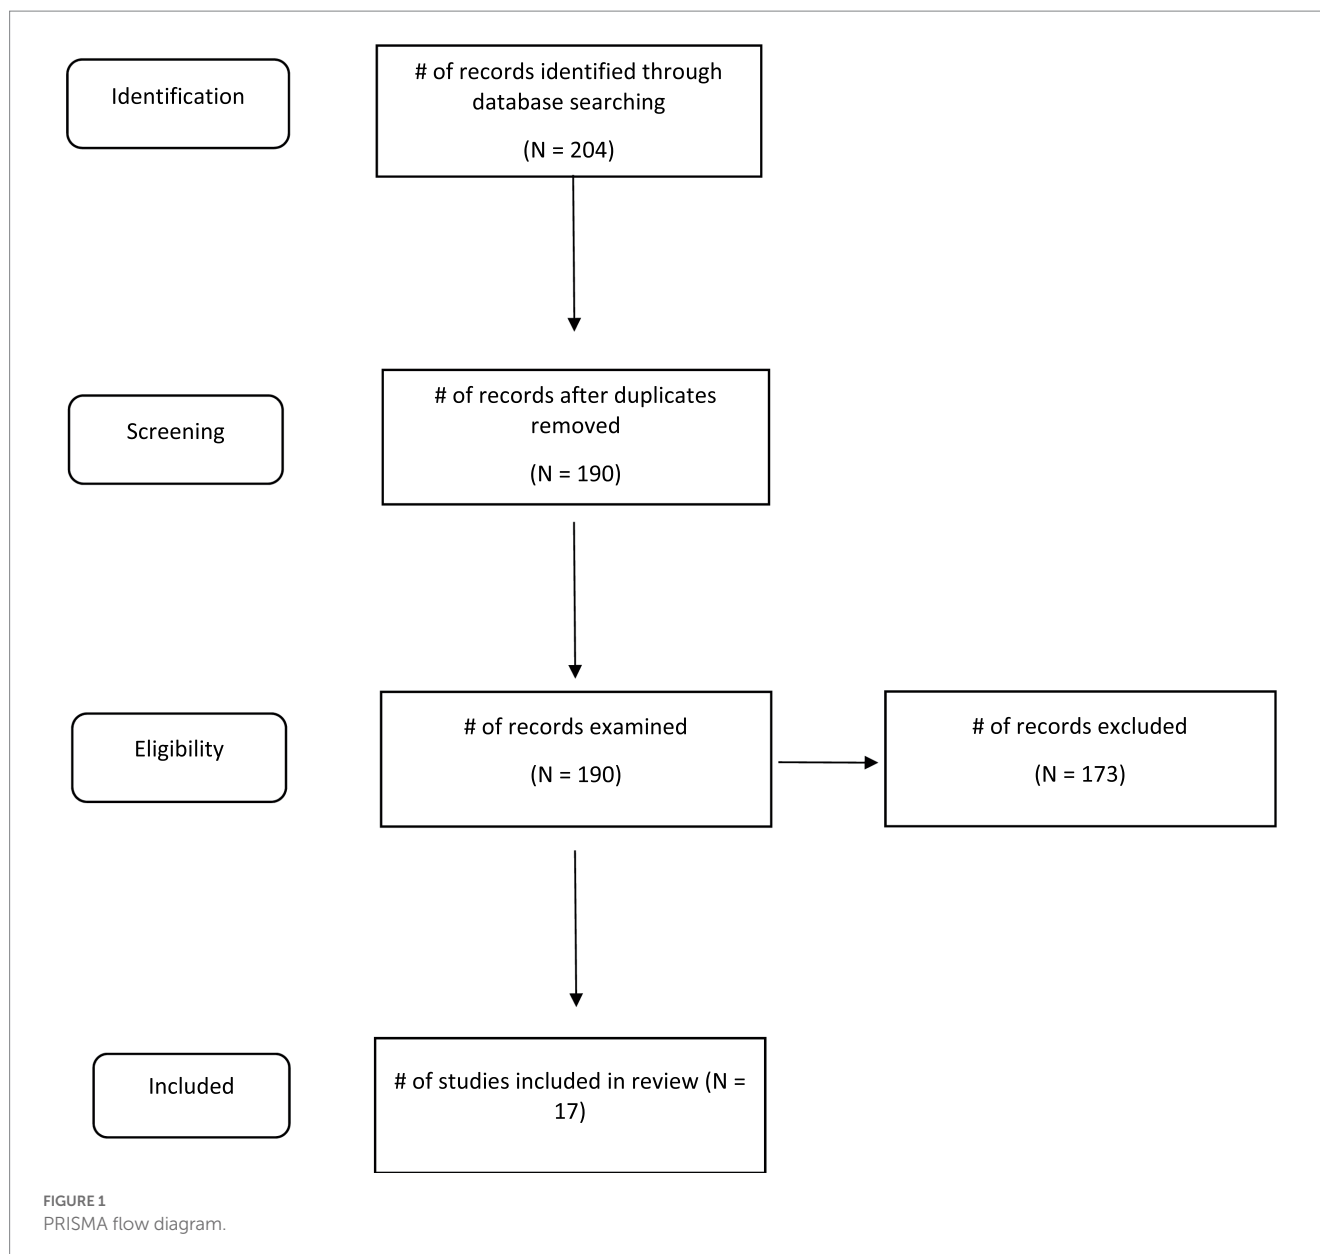 Identification
# of records identified through
database searching
(N = 204)
Screening
# of records after duplicates
removed
(N = 190)
Eligibility
# of records examined
(N = 190)
# of records excluded
(N = 173)
Included
# of studies included in review (N =
17)
FIGURE 1
PRISMA flow diagram.